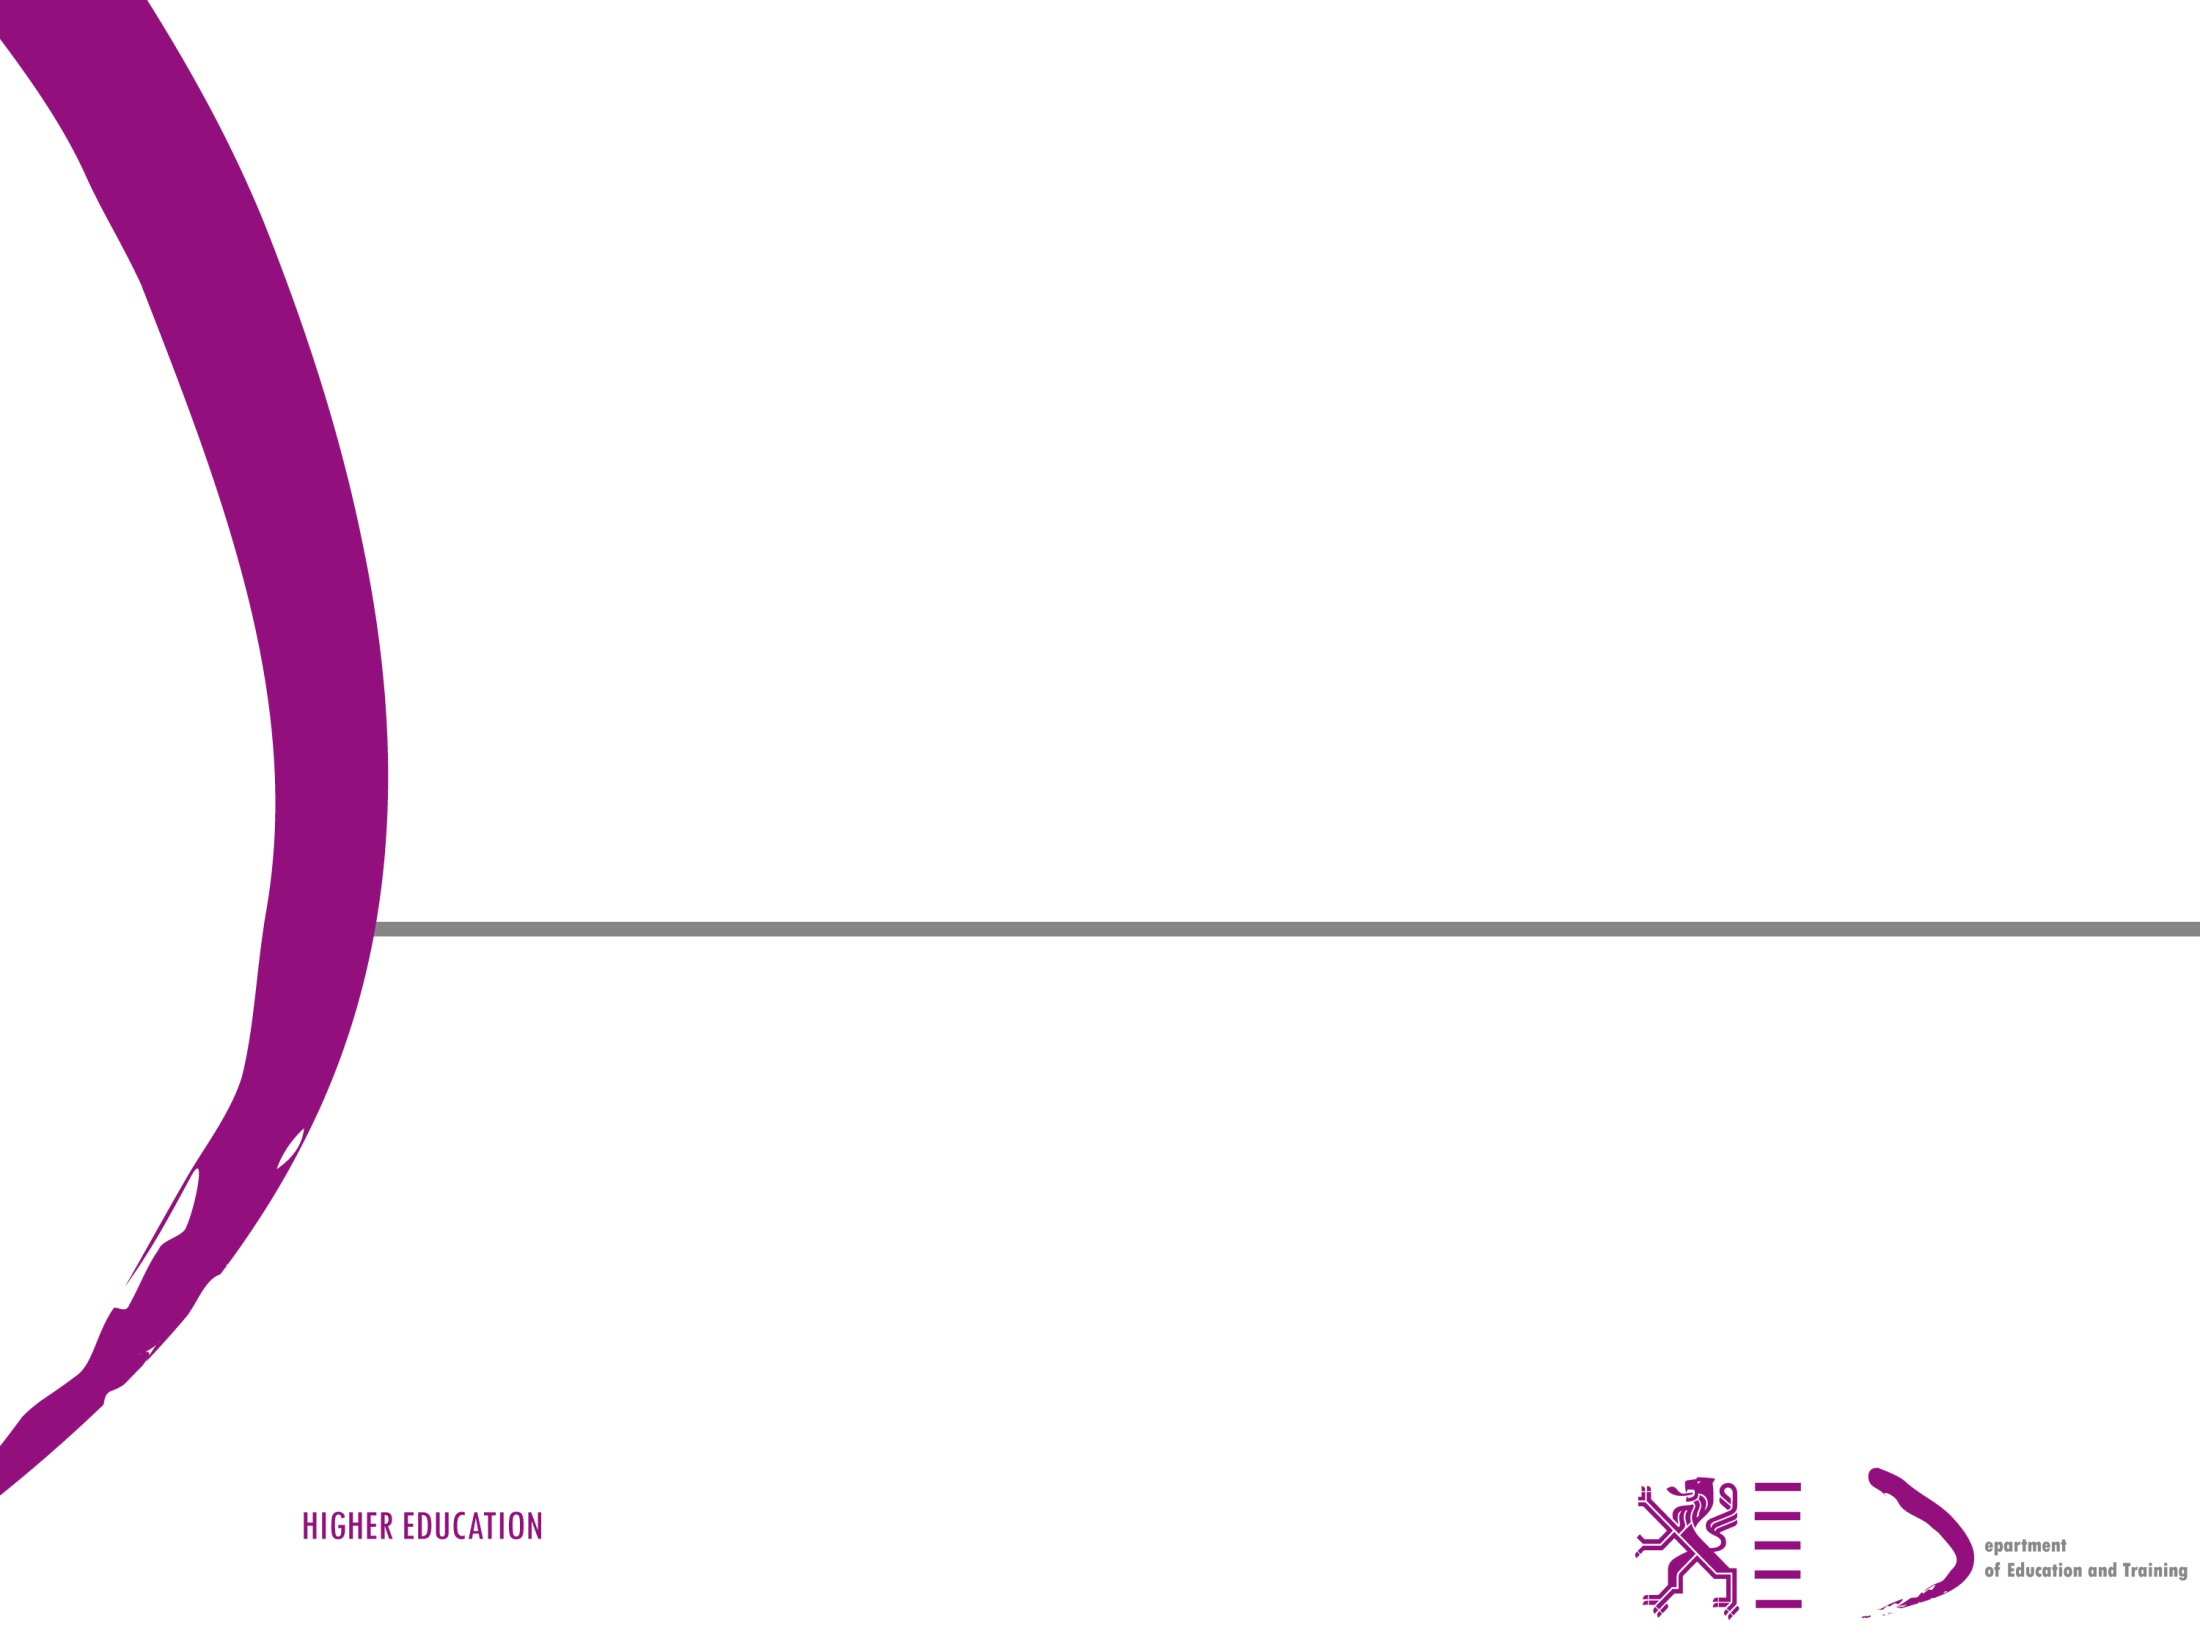 HIGHER EDUCATION
epartment
of Education and Training